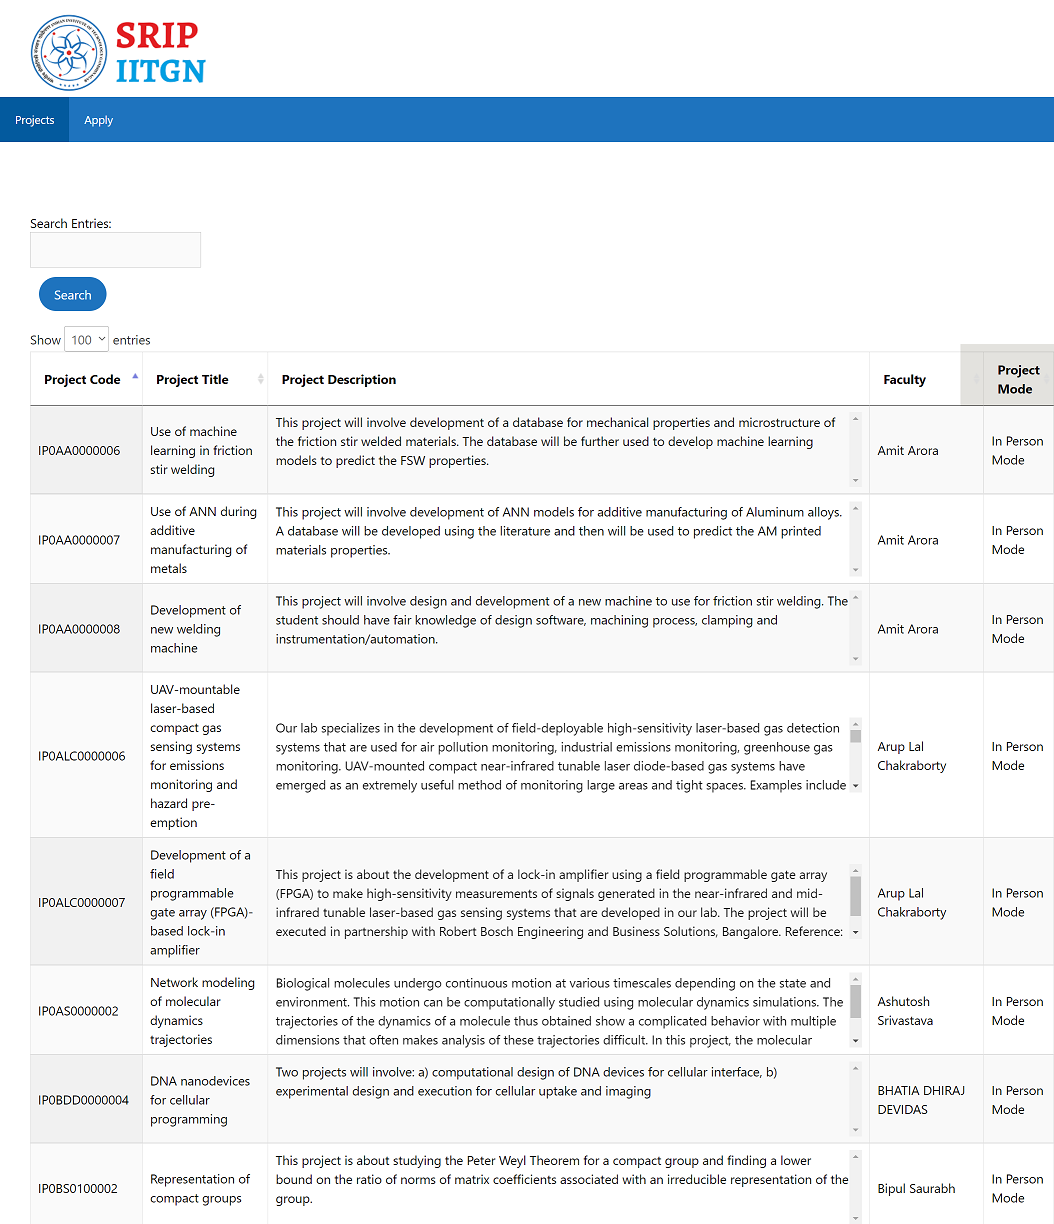 SRIP
IITGN
Projects
Apply
Search Entries:
Search
Show 100 entries
Project Code
Project Title
Project Description
Faculty
Project
Mode
IP0AA0000006
Use of machine
learning in friction
stir welding
This project will involve development of a database for mechanical properties and microstructure of
the friction stir welded materials. The database will be further used to develop machine learning
models to predict the FSW properties.
Amit Arora
In Person
Mode
IP0AA0000007
Use of ANN during
additive
manufacturing of
metals
This project will involve development of ANN models for additive manufacturing of Aluminum alloys.
A database will be developed using the literature and then will be used to predict the AM printed
materials properties.
Amit Arora
In Person
Mode
IP0AA0000008
Development of
new welding
machine
This project will involve design and development of a new machine to use for friction stir welding. The
student should have fair knowledge of design software, machining process, clamping and
instrumentation/automation.
Amit Arora
In Person
Mode
IP0ALC0000006
UAV-mountable
laser-based
compact gas
sensing systems
for emissions
monitoring and
hazard pre-
emption
Our lab specializes in the development of field-deployable high-sensitivity laser-based gas detection
systems that are used for air pollution monitoring, industrial emissions monitoring, greenhouse gas
monitoring. UAV-mounted compact near-infrared tunable laser diode-based gas systems have
emerged as an extremely useful method of monitoring large areas and tight spaces. Examples include
Arup Lal
Chakraborty
In Person
Mode
IP0ALC0000007
Development of a
field
programmable
gate array (FPGA)-
based lock-in
amplifier
This project is about the development of a lock-in amplifier using a field programmable gate array
(FPGA) to make high-sensitivity measurements of signals generated in the near-infrared and mid-
infrared tunable laser-based gas sensing systems that are developed in our lab. The project will be
executed in partnership with Robert Bosch Engineering and Business Solutions, Bangalore. Reference:
Arup Lal
Chakraborty
In Person
Mode
IP0AS0000002
Network modeling
of molecular
dynamics
trajectories
Biological molecules undergo continuous motion at various timescales depending on the state and
environment. This motion can be computationally studied using molecular dynamics simulations. The
trajectories of the dynamics of a molecule thus obtained show a complicated behavior with multiple
dimensions that often makes analysis of these trajectories difficult. In this project, the molecular
Ashutosh
Srivastava
In Person
Mode
IP0BDD0000004
DNA nanodevices
for cellular
programming
Two projects will involve: a) computational design of DNA devices for cellular interface, b)
experimental design and execution for cellular uptake and imaging
BHATIA DHIRAJ
DEVIDAS
In Person
Mode
IP0BS0100002
Representation of
compact groups
This project is about studying the Peter Weyl Theorem for a compact group and finding a lower
bound on the ratio of norms of matrix coefficients associated with an irreducible representation of the
group.
Bipul Saurabh
In Person
Mode